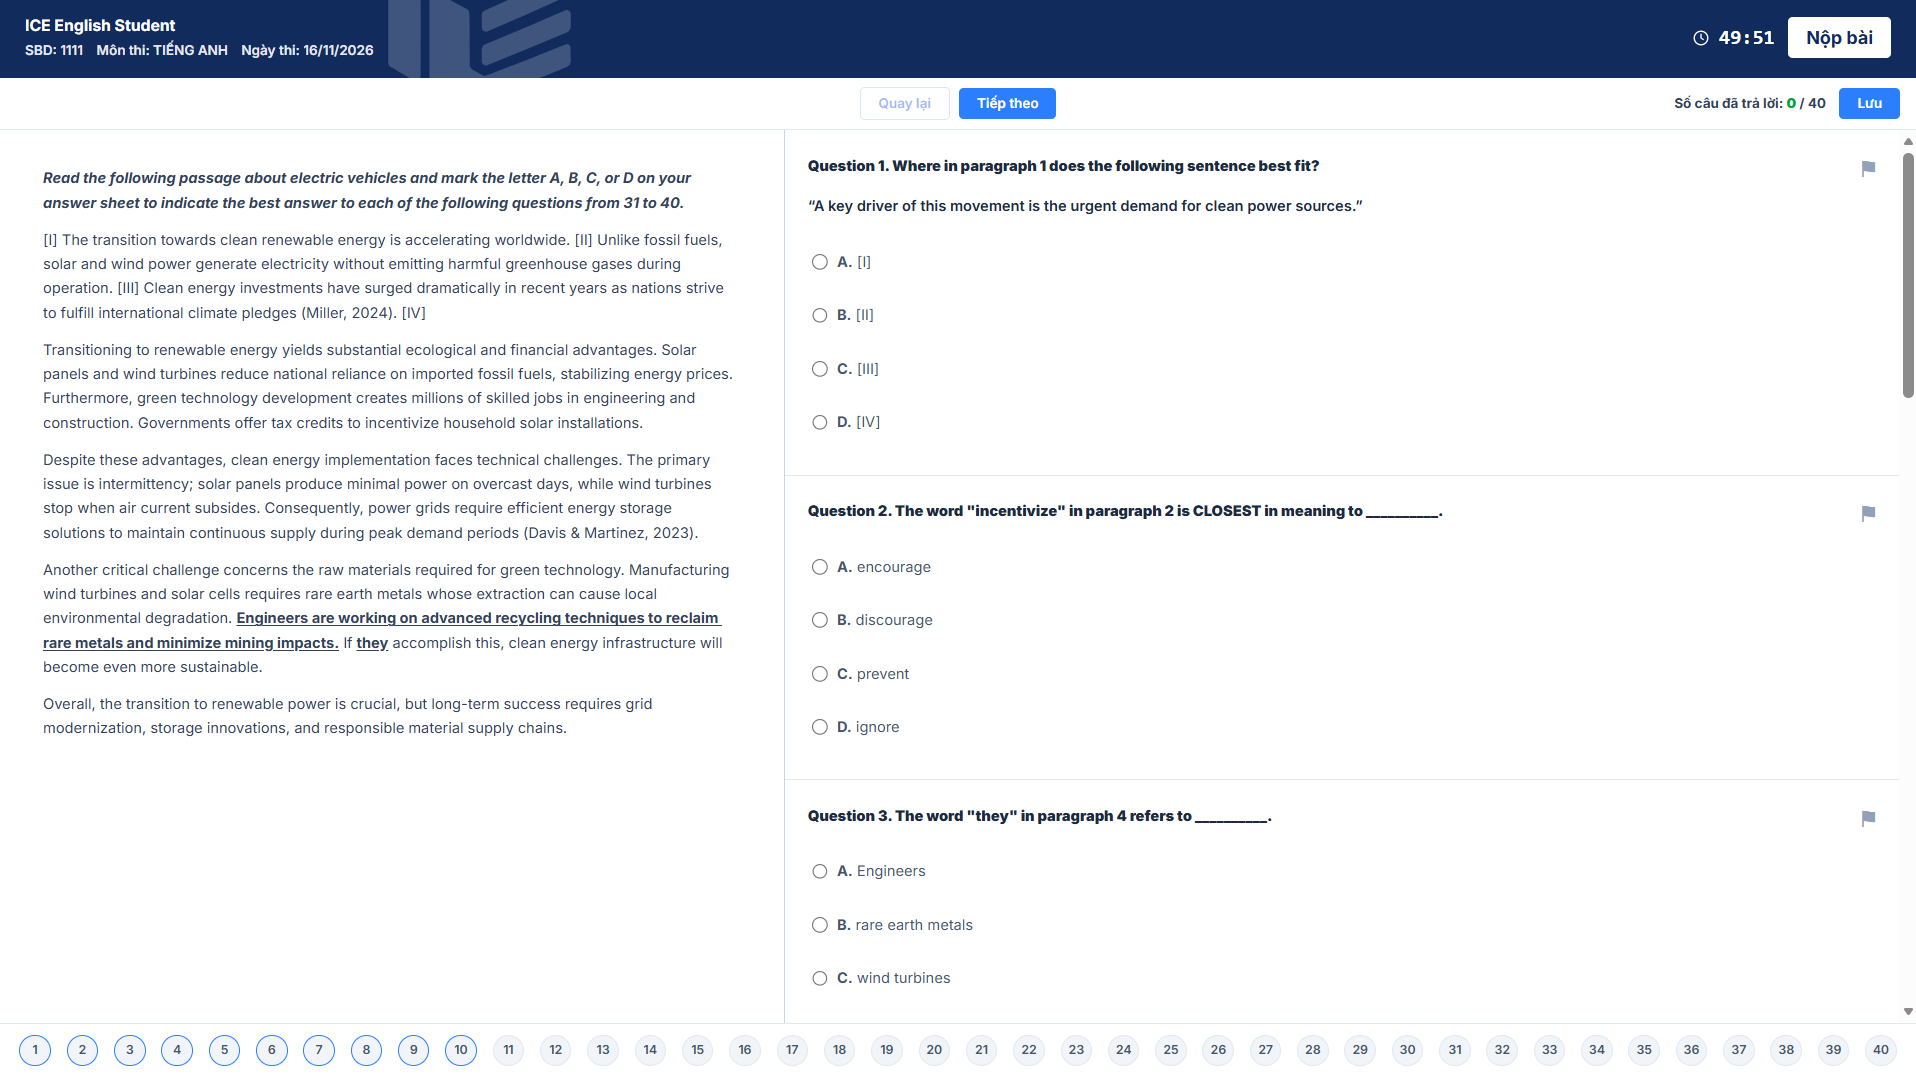 ICE English Student
SBD: 1111 Môn thi: TIẾNG ANH Ngày thi: 16/11/2026
49:51
Nộp bài
Quay lại
Tiếp theo
Số câu đã trả lời: 0 / 40
Lưu
Read the following passage about electric vehicles and mark the letter A, B, C, or D on your
answer sheet to indicate the best answer to each of the following questions from 31 to 40.
[I] The transition towards clean renewable energy is accelerating worldwide. [II] Unlike fossil fuels,
solar and wind power generate electricity without emitting harmful greenhouse gases during
operation. [III] Clean energy investments have surged dramatically in recent years as nations strive
to fulfill international climate pledges (Miller, 2024). [IV]
Transitioning to renewable energy yields substantial ecological and financial advantages. Solar
panels and wind turbines reduce national reliance on imported fossil fuels, stabilizing energy prices.
Furthermore, green technology development creates millions of skilled jobs in engineering and
construction. Governments offer tax credits to incentivize household solar installations.
Despite these advantages, clean energy implementation faces technical challenges. The primary
issue is intermittency; solar panels produce minimal power on overcast days, while wind turbines
stop when air current subsides. Consequently, power grids require efficient energy storage
solutions to maintain continuous supply during peak demand periods (Davis & Martinez, 2023).
Another critical challenge concerns the raw materials required for green technology. Manufacturing
wind turbines and solar cells requires rare earth metals whose extraction can cause local
environmental degradation. Engineers are working on advanced recycling techniques to reclaim
rare metals and minimize mining impacts. If they accomplish this, clean energy infrastructure will
become even more sustainable.
Overall, the transition to renewable power is crucial, but long-term success requires grid
modernization, storage innovations, and responsible material supply chains.
Question 1. Where in paragraph 1 does the following sentence best fit?
“A key driver of this movement is the urgent demand for clean power sources.”
A. [I]
B. [II]
C. [III]
D. [IV]
Question 2. The word "incentivize" in paragraph 2 is CLOSEST in meaning to __________.
A. encourage
B. discourage
C. prevent
D. ignore
Question 3. The word "they" in paragraph 4 refers to __________.
A. Engineers
B. rare earth metals
C. wind turbines
1 2 3 4 5 6 7 8 9 10 11 12 13 14 15 16 17 18 19 20 21 22 23 24 25 26 27 28 29 30 31 32 33 34 35 36 37 38 39 40